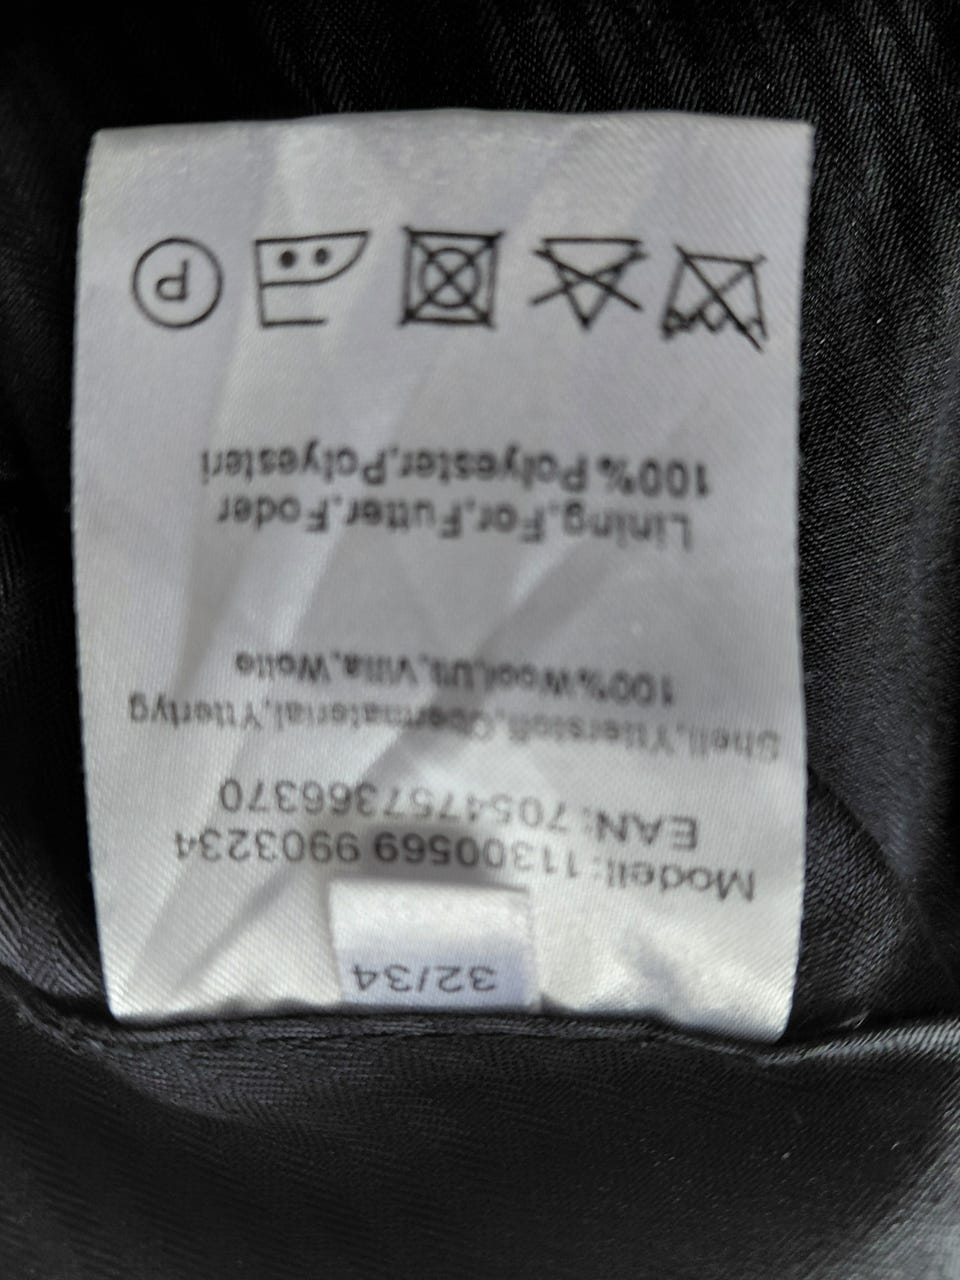 32/34
Modell: 11300569 9903234
EAN: 7054757366370
Shell,Ytterstoff,Obermaterial,Yttertyg
100%Wool,Ull,Villa,Wolle
Lining,For,Futter,Foder
100% Polyester,Polyesteri
P